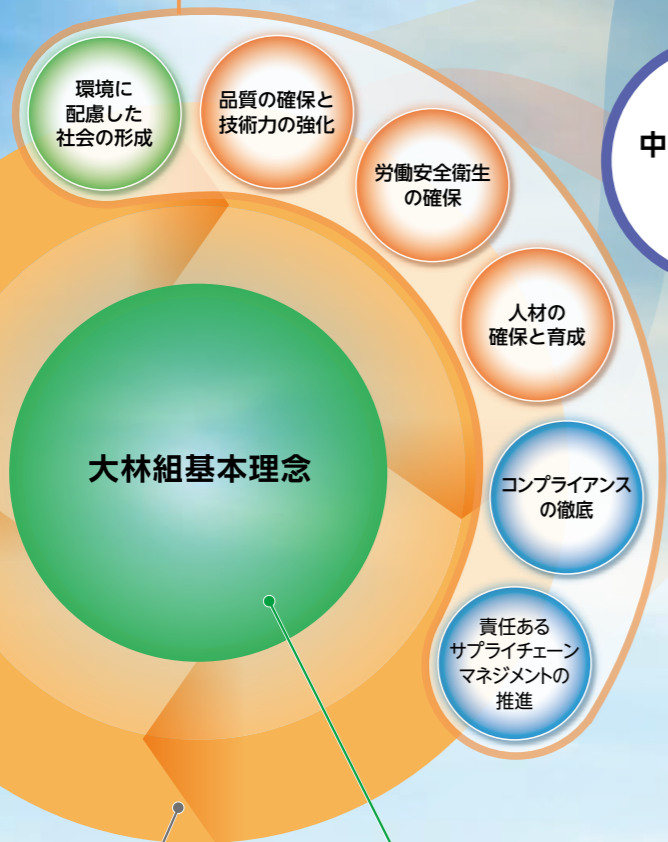 環境に
配慮した
社会の形成
品質の確保と
技術力の強化
労働安全衛生
の確保
人材の
確保と育成
コンプライアンス
の徹底
責任ある
サプライチェーン
マネジメントの
推進
大林組基本理念
中